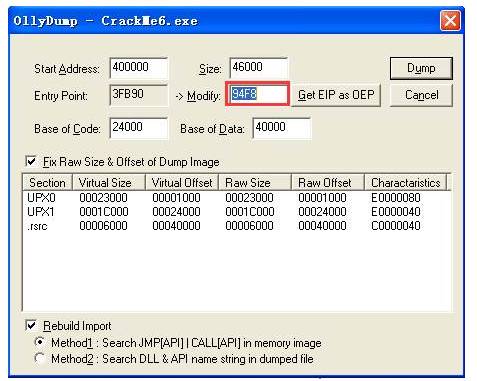 OllyDump - CrackMe6.exe
Start Address: 400000 Size: 46000 Dump
Entry Point: 3FB90 -> Modify: 94F8 Get EIP as OEP Cancel
Base of Code: 24000 Base of Data: 40000
Fix Raw Size & Offset of Dump Image
Section Virtual Size Virtual Offset Raw Size Raw Offset Charactaristics
UPX0 00023000 00001000 00023000 00001000 E0000080
UPX1 0001C000 00024000 0001C000 00024000 E0000040
.rsrc 00006000 00040000 00006000 00040000 C0000040
Rebuild Import
Method1 : Search JMP[API] | CALL[API] in memory image
Method2 : Search DLL & API name string in dumped file